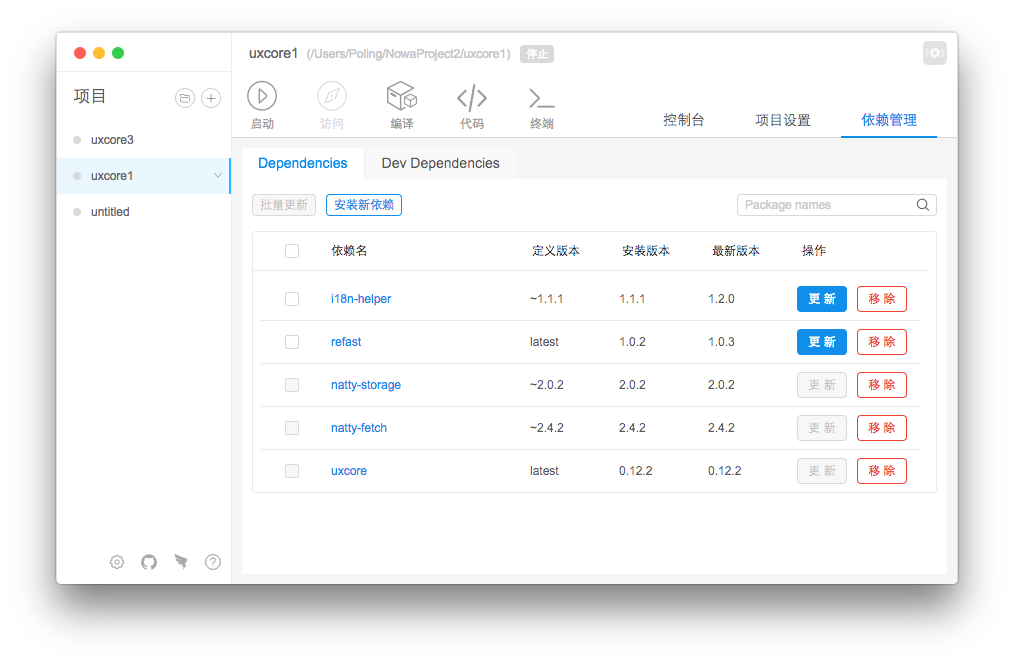 uxcore1 (/Users/Poling/NowaProject2/uxcore1) 停止
项目
启动 访问 编译 代码 终端
控制台 项目设置 依赖管理
uxcore3
uxcore1
untitled
Dependencies Dev Dependencies
批量更新 安装新依赖 Package names
依赖名 定义版本 安装版本 最新版本 操作
i18n-helper ~1.1.1 1.1.1 1.2.0 更 新 移 除
refast latest 1.0.2 1.0.3 更 新 移 除
natty-storage ~2.0.2 2.0.2 2.0.2 更 新 移 除
natty-fetch ~2.4.2 2.4.2 2.4.2 更 新 移 除
uxcore latest 0.12.2 0.12.2 更 新 移 除